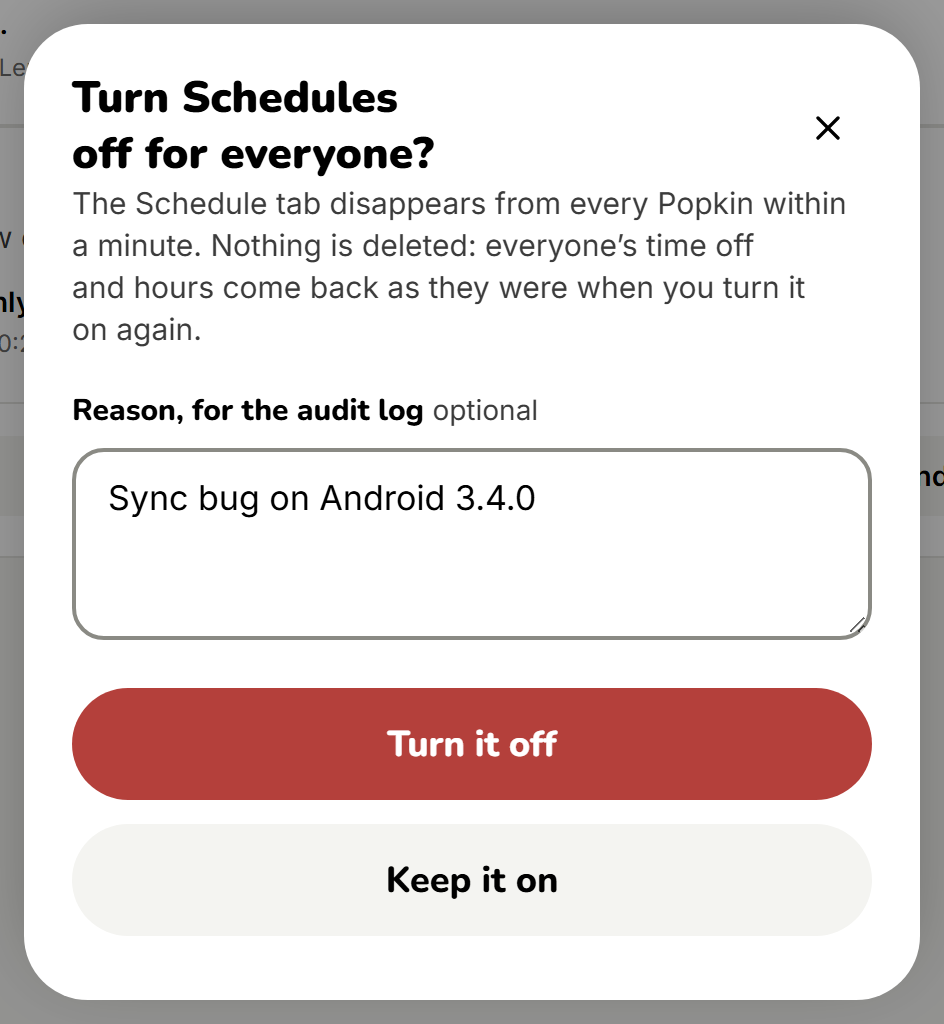 Turn Schedules
off for everyone?
The Schedule tab disappears from every Popkin within
a minute. Nothing is deleted: everyone’s time off
and hours come back as they were when you turn it
on again.
Reason, for the audit log optional
Sync bug on Android 3.4.0
Turn it off
Keep it on